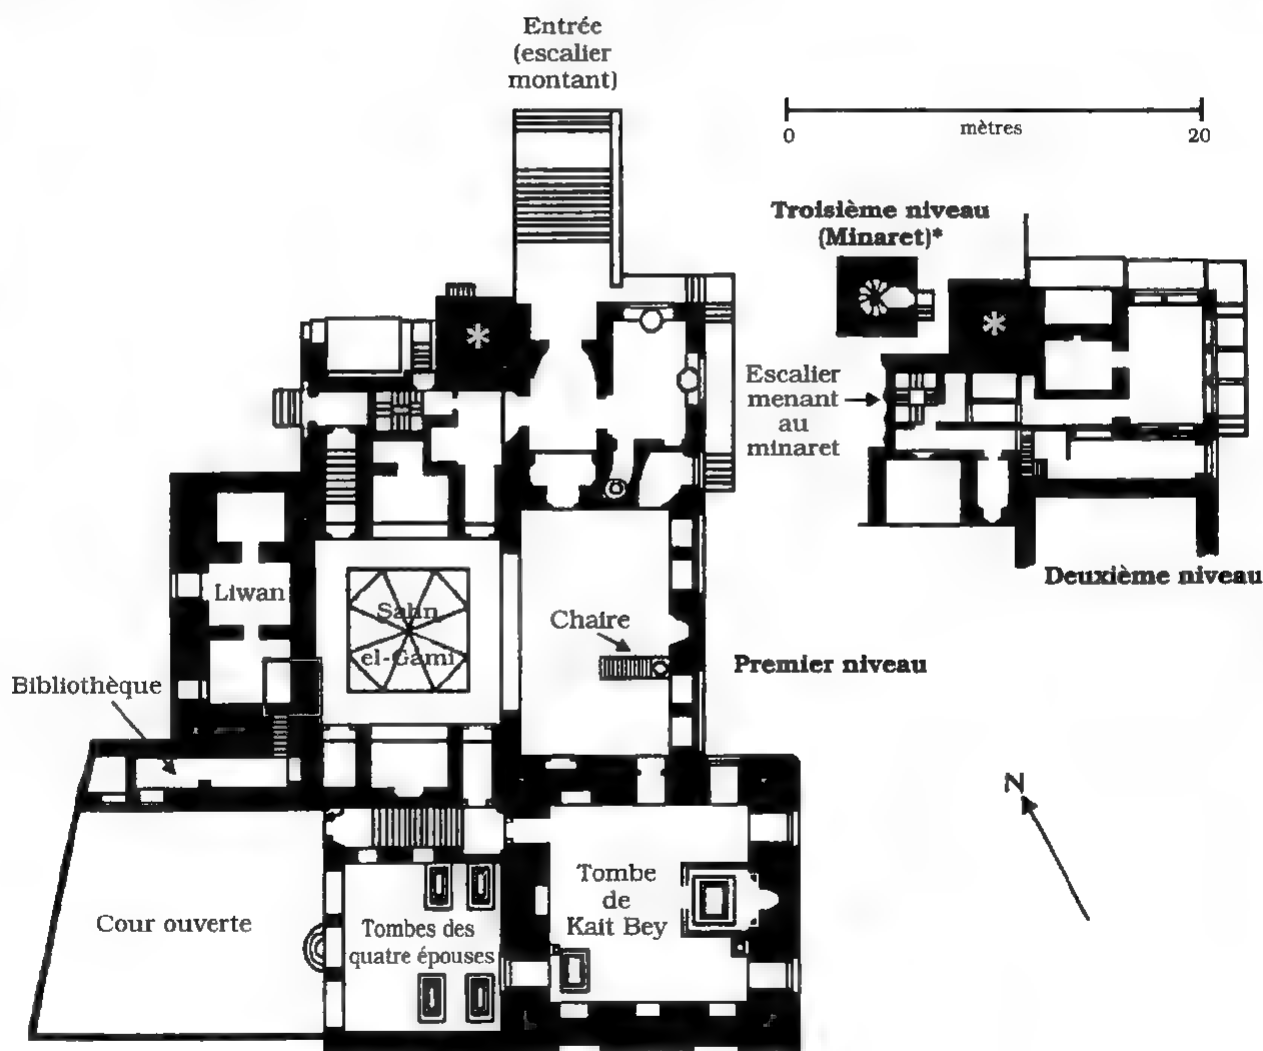 Entrée
(escalier
montant)
0
mètres
20
Troisième niveau
(Minaret)*
*
*
Escalier
menant
au
minaret
Deuxième niveau
Liwan
Sahn
el-Gami
Chaire
Premier niveau
Bibliothèque
N
Cour ouverte
Tombes des
quatre épouses
Tombe
de
Kait Bey